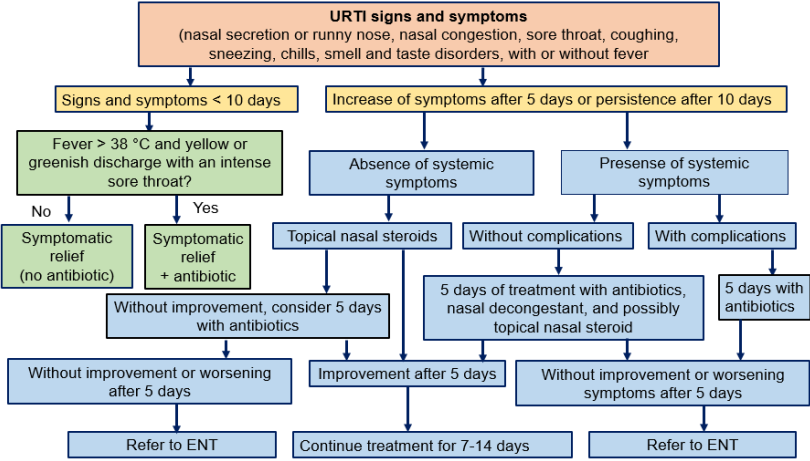 URTI signs and symptoms
(nasal secretion or runny nose, nasal congestion, sore throat, coughing,
sneezing, chills, smell and taste disorders, with or without fever
Signs and symptoms < 10 days
Increase of symptoms after 5 days or persistence after 10 days
Fever > 38 °C and yellow or
greenish discharge with an intense
sore throat?
Absence of systemic
symptoms
Presense of systemic
symptoms
No
Yes
Symptomatic
relief
(no antibiotic)
Symptomatic
relief
+ antibiotic
Topical nasal steroids
Without complications
With complications
Without improvement, consider 5 days
with antibiotics
5 days of treatment with antibiotics,
nasal decongestant, and possibly
topical nasal steroid
5 days with
antibiotics
Without improvement or worsening
after 5 days
Improvement after 5 days
Without improvement or worsening
symptoms after 5 days
Refer to ENT
Continue treatment for 7-14 days
Refer to ENT